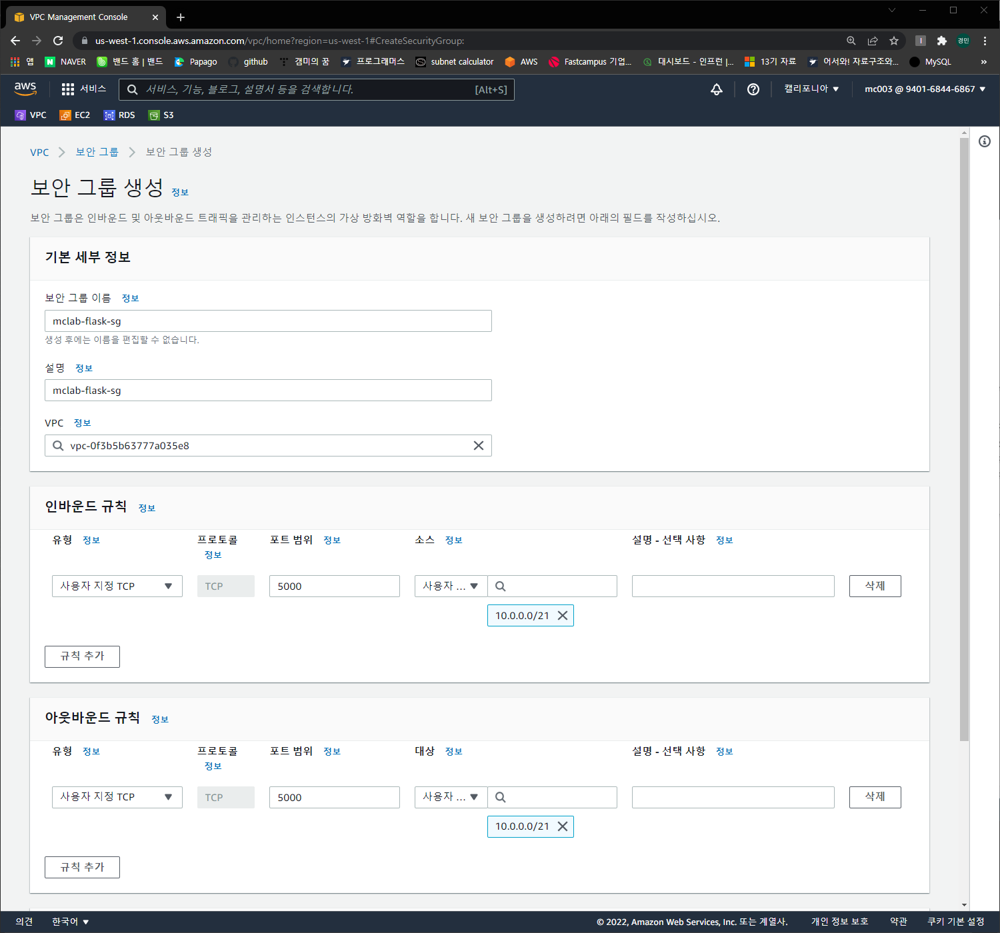 VPC Management Console
us-west-1.console.aws.amazon.com/vpc/home?region=us-west-1#CreateSecurityGroup:
I 경민
앱 NAVER 밴드 홈 | 밴드 Papago github 캠미의 꿈 프로그래머스 subnet calculator AWS Fastcampus 기업... 대시보드 - 인프런 |... 13기 자료 어서와! 자료구조와... MySQL »
aws 서비스 서비스, 기능, 블로그, 설명서 등을 검색합니다. [Alt+S] 캘리포니아 mc003 @ 9401-6844-6867
VPC EC2 RDS S3
VPC 보안 그룹 보안 그룹 생성
보안 그룹 생성 정보
보안 그룹은 인바운드 및 아웃바운드 트래픽을 관리하는 인스턴스의 가상 방화벽 역할을 합니다. 새 보안 그룹을 생성하려면 아래의 필드를 작성하십시오.
기본 세부 정보
보안 그룹 이름 정보
mclab-flask-sg
생성 후에는 이름을 편집할 수 없습니다.
설명 정보
mclab-flask-sg
VPC 정보
vpc-0f3b5b63777a035e8
인바운드 규칙 정보
유형 정보 프로토콜 정보 포트 범위 정보 소스 정보 설명 - 선택 사항 정보
사용자 지정 TCP TCP 5000 사용자 ... 삭제
10.0.0.0/21
규칙 추가
아웃바운드 규칙 정보
유형 정보 프로토콜 정보 포트 범위 정보 대상 정보 설명 - 선택 사항 정보
사용자 지정 TCP TCP 5000 사용자 ... 삭제
10.0.0.0/21
규칙 추가
의견 한국어 © 2022, Amazon Web Services, Inc. 또는 계열사. 개인 정보 보호 약관 쿠키 기본 설정